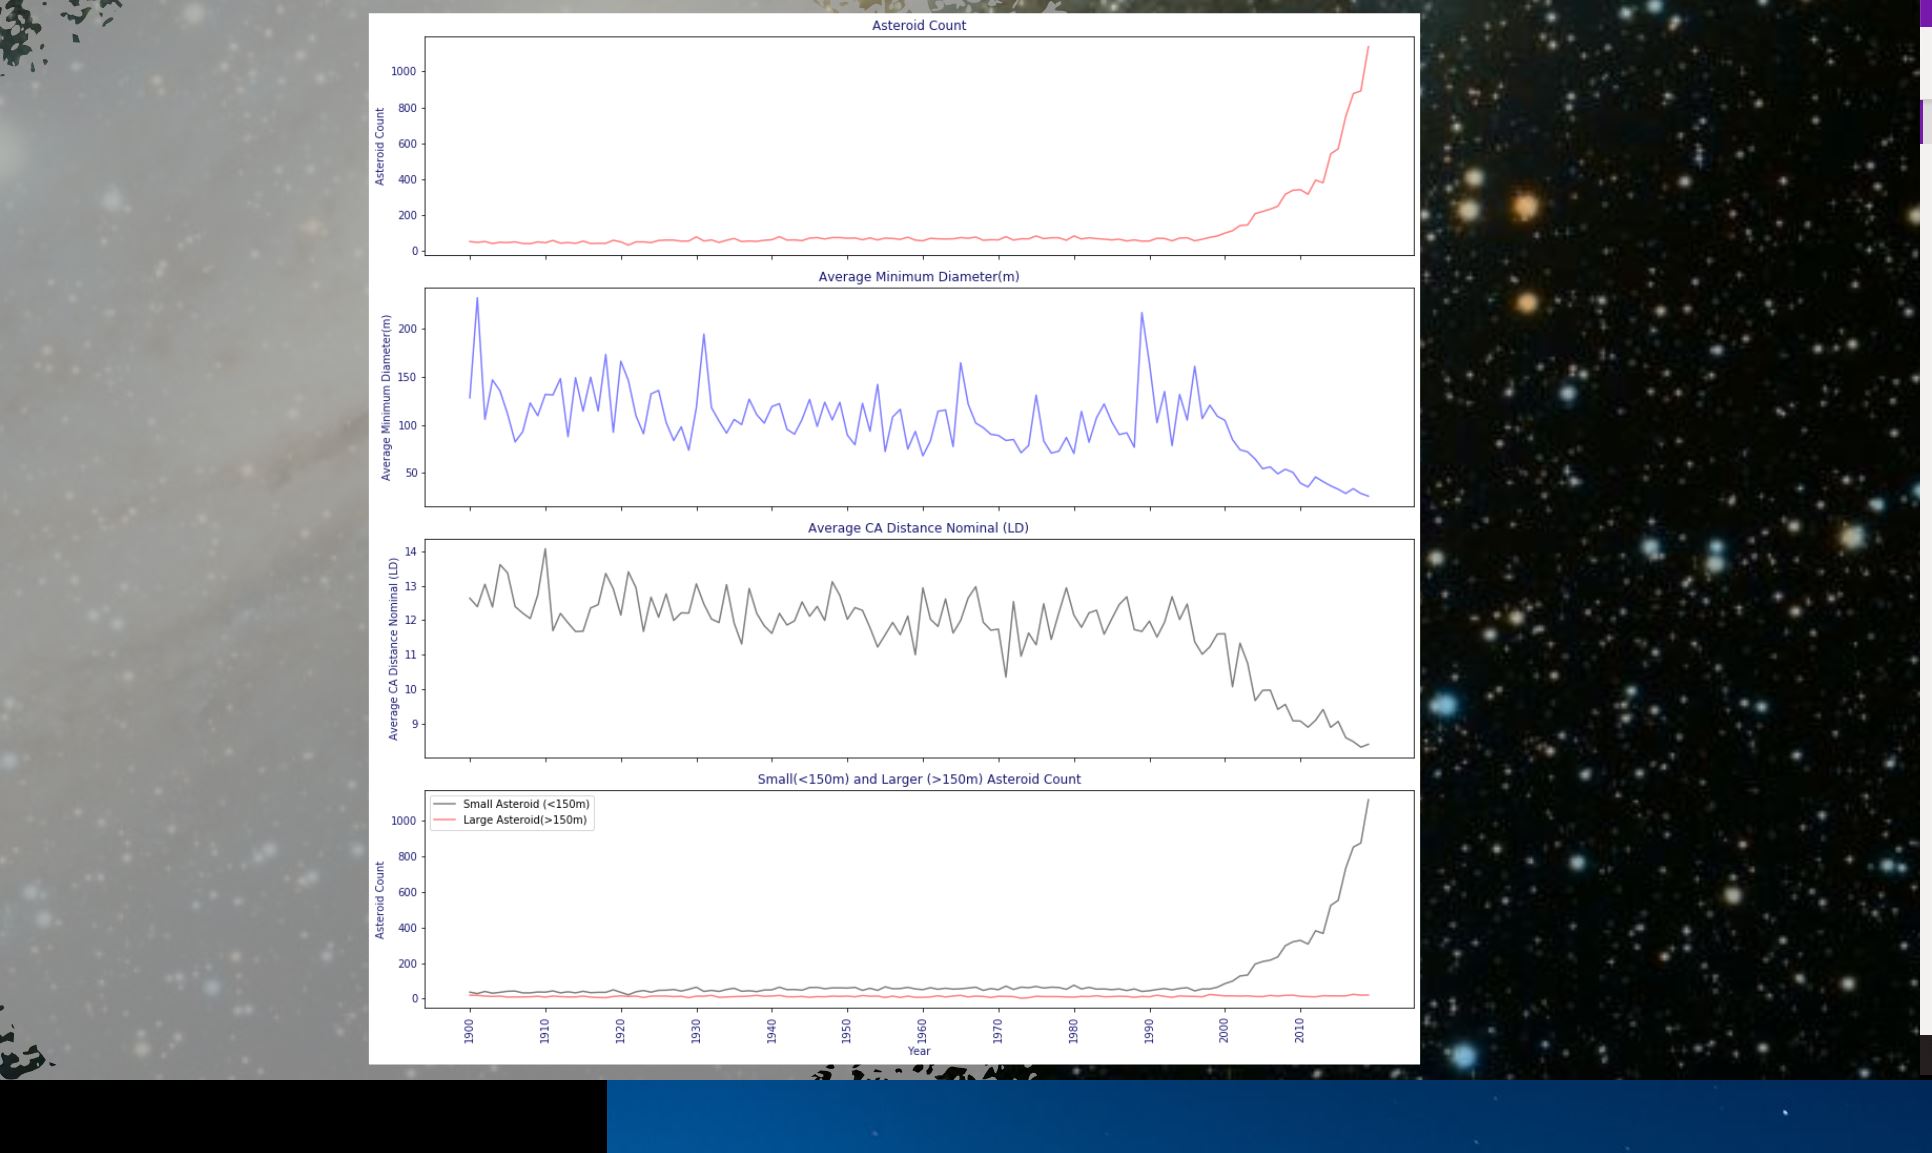 Asteroid Count
1000
800
600
400
200
0
Asteroid Count
Average Minimum Diameter(m)
200
150
100
50
Average Minimum Diameter(m)
Average CA Distance Nominal (LD)
14
13
12
11
10
9
Average CA Distance Nominal (LD)
Small(<150m) and Larger (>150m) Asteroid Count
Small Asteroid (<150m)
Large Asteroid(>150m)
1000
800
600
400
200
0
Asteroid Count
1900 1910 1920 1930 1940 1950 1960 1970 1980 1990 2000 2010
Year